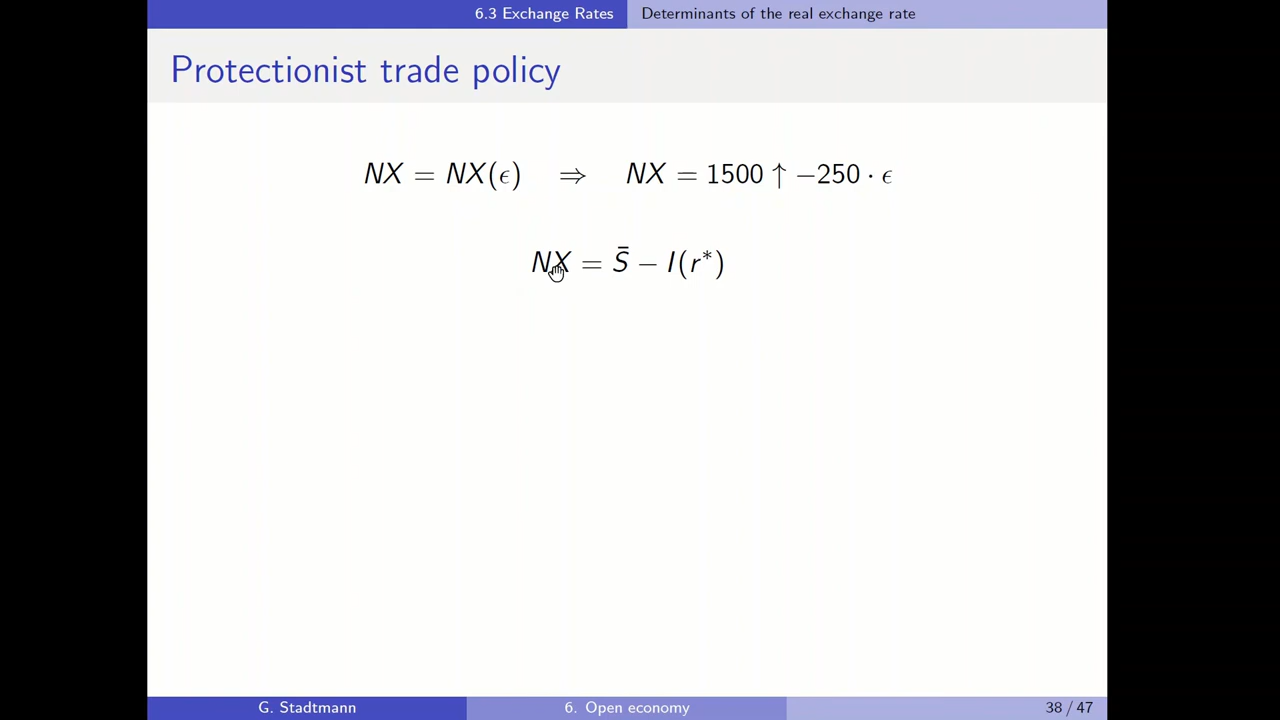 6.3 Exchange Rates Determinants of the real exchange rate
Protectionist trade policy
NX = NX(ϵ) ⇒ NX = 1500 ↑ −250 · ϵ
NX = S̄ − I(r*)
G. Stadtmann 6. Open economy 38 / 47